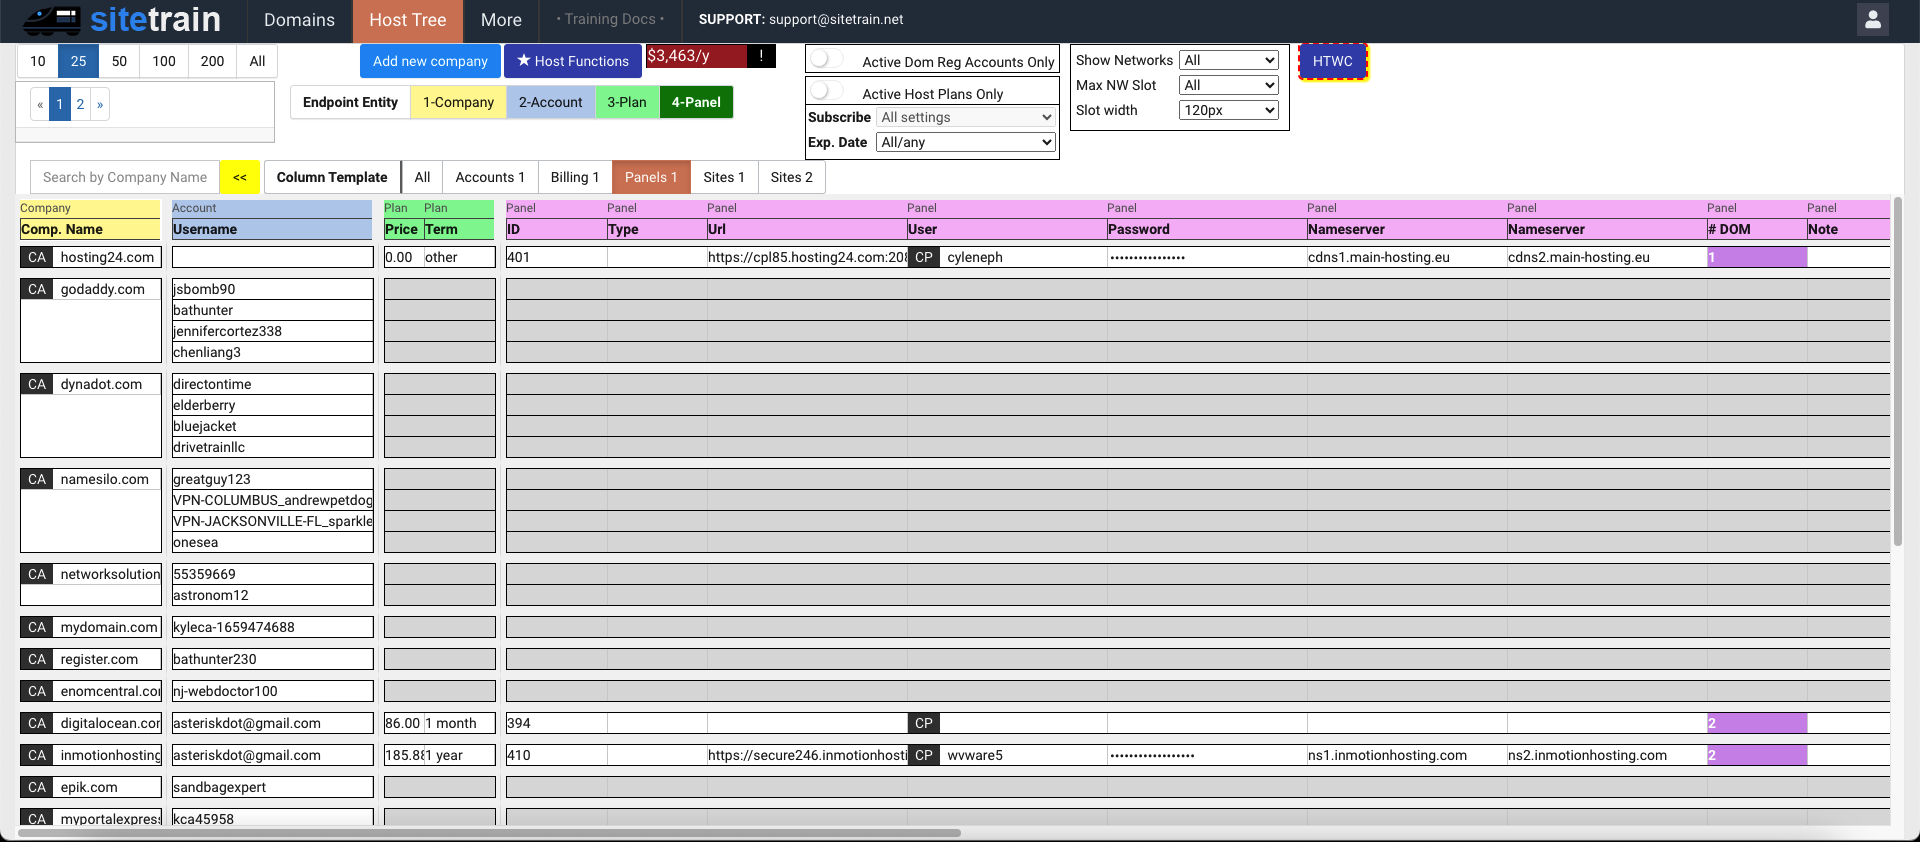 sitetrain Domains Host Tree More • Training Docs • SUPPORT: support@sitetrain.net
10 25 50 100 200 All Add new company ★ Host Functions $3,463/y ! Active Dom Reg Accounts Only Show Networks All HTWC
Max NW Slot All
« 1 2 » Endpoint Entity 1-Company 2-Account 3-Plan 4-Panel Active Host Plans Only
Slot width 120px
Subscribe All settings
Exp. Date All/any
Search by Company Name << Column Template All Accounts 1 Billing 1 Panels 1 Sites 1 Sites 2
Company Account Plan Plan Panel Panel Panel Panel Panel Panel Panel Panel Panel
Comp. Name Username Price Term ID Type Url User Password Nameserver Nameserver # DOM Note
CA hosting24.com 0.00 other 401 https://cpl85.hosting24.com:208 CP cyleneph •••••••••••••••• cdns1.main-hosting.eu cdns2.main-hosting.eu 1
CA godaddy.com jsbomb90
bathunter
jennifercortez338
chenliang3
CA dynadot.com directontime
elderberry
bluejacket
drivetrainllc
CA namesilo.com greatguy123
VPN-COLUMBUS_andrewpetdog
VPN-JACKSONVILLE-FL_sparkle
onesea
CA networksolution 55359669
astronom12
CA mydomain.com kyleca-1659474688
CA register.com bathunter230
CA enomcentral.cor nj-webdoctor100
CA digitalocean.cor asteriskdot@gmail.com 86.00 1 month 394 CP 2
CA inmotionhosting asteriskdot@gmail.com 185.88 1 year 410 https://secure246.inmotionhosti CP wvware5 •••••••••••••••••• ns1.inmotionhosting.com ns2.inmotionhosting.com 2
CA epik.com sandbagexpert
CA myportalexpress kca45958